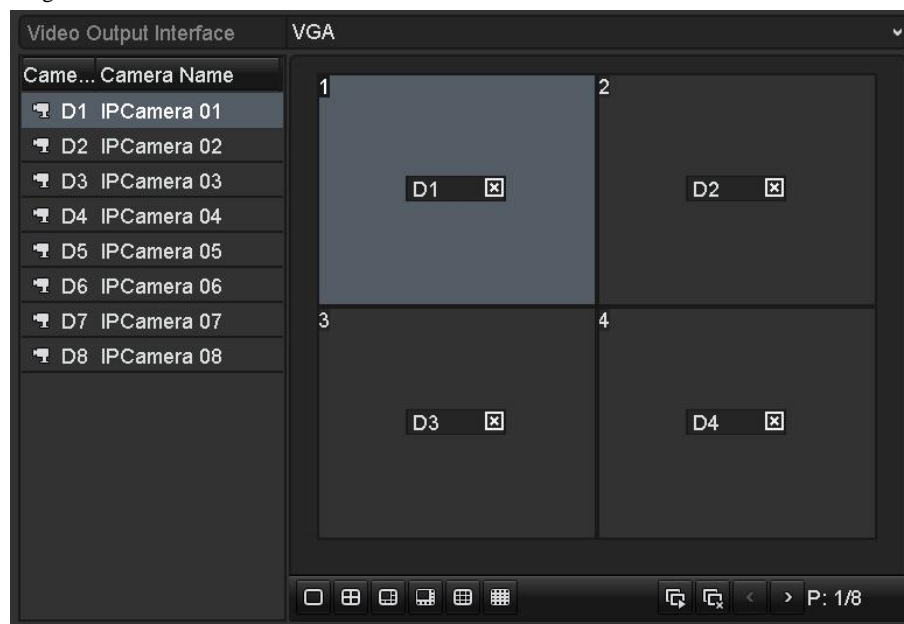 Video Output Interface VGA
Came... Camera Name
D1 IPCamera 01
D2 IPCamera 02
D3 IPCamera 03
D4 IPCamera 04
D5 IPCamera 05
D6 IPCamera 06
D7 IPCamera 07
D8 IPCamera 08
1 2
D1 D2
3 4
D3 D4
P: 1/8